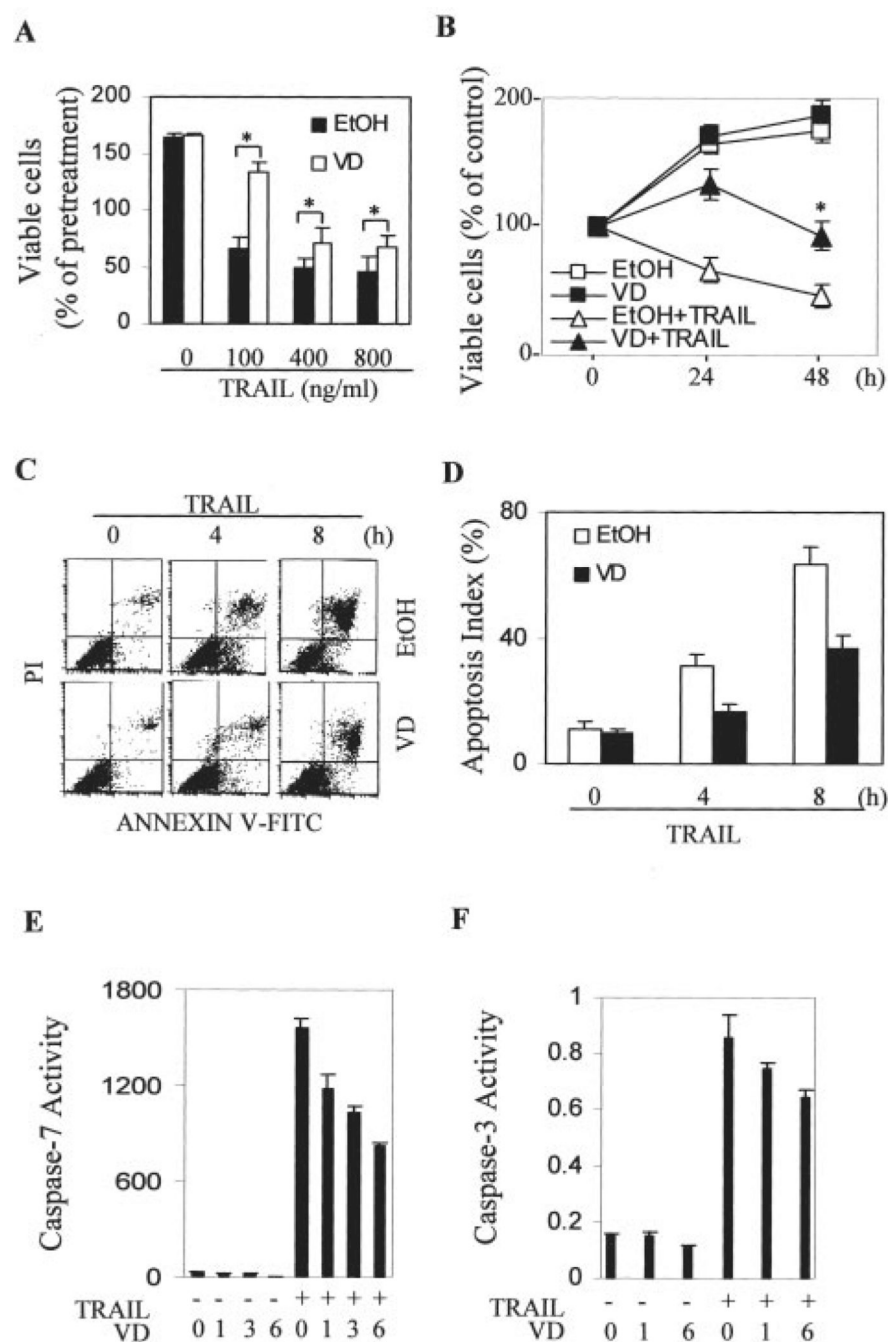 A
Viable cells
(% of pretreatment)
200
150
100
50
0
EtOH
VD
*
*
*
0 100 400 800
TRAIL (ng/ml)
B
Viable cells (% of control)
200
100
0
EtOH
VD
EtOH+TRAIL
VD+TRAIL
*
0 24 48 (h)
C
TRAIL
0 4 8 (h)
PI
EtOH
VD
ANNEXIN V-FITC
D
Apoptosis Index (%)
80
40
0
EtOH
VD
0 4 8 (h)
TRAIL
E
Caspase-7 Activity
1800
1200
600
0
TRAIL - - - - + + + +
VD 0 1 3 6 0 1 3 6
F
Caspase-3 Activity
1
0.8
0.6
0.4
0.2
0
TRAIL - - - + + +
VD 0 1 6 0 1 6